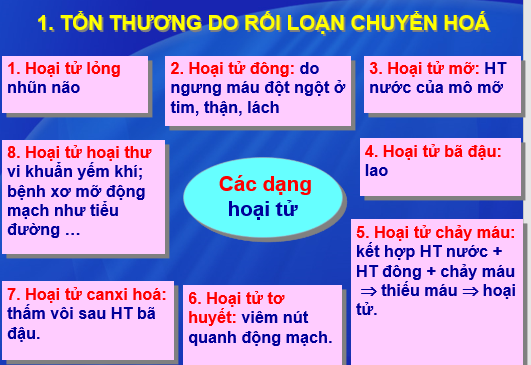 1. TỔN THƯƠNG DO RỐI LOẠN CHUYỂN HOÁ
1. Hoại tử lỏng
nhũn não
2. Hoại tử đông: do
ngưng máu đột ngột ở
tim, thận, lách
3. Hoại tử mỡ: HT
nước của mô mỡ
8. Hoại tử hoại thư
vi khuẩn yếm khí;
bệnh xơ mỡ động
mạch như tiểu
đường …
Các dạng
hoại tử
4. Hoại tử bã đậu:
lao
5. Hoại tử chảy máu:
kết hợp HT nước +
HT đông + chảy máu
⇒ thiếu máu ⇒ hoại
tử.
7. Hoại tử canxi hoá:
thấm vôi sau HT bã
đậu.
6. Hoại tử tơ
huyết: viêm nút
quanh động mạch.